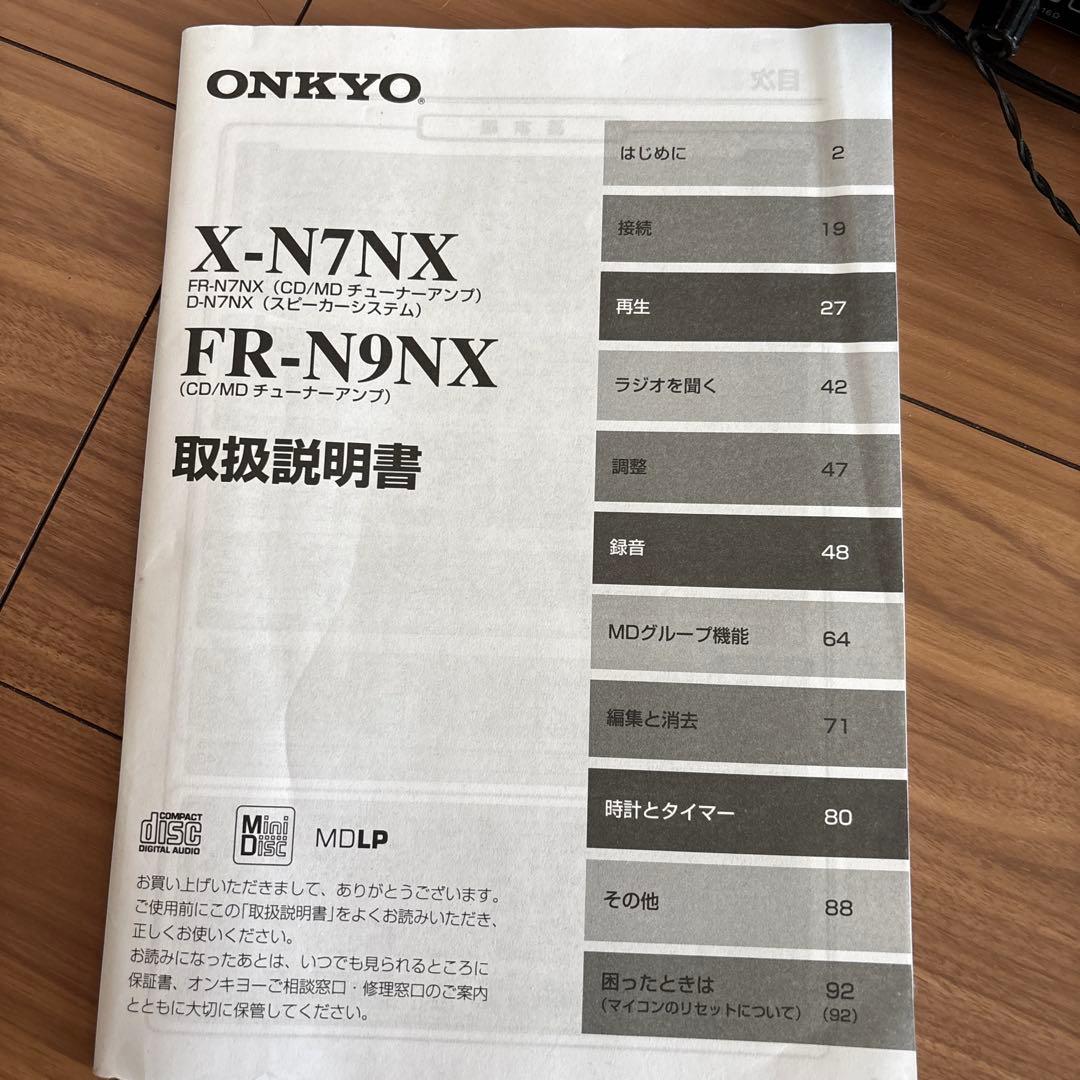 ONKYO®
X-N7NX
FR-N7NX（CD/MD チューナーアンプ）
D-N7NX（スピーカーシステム）
FR-N9NX
（CD/MD チューナーアンプ）
取扱説明書
COMPACT
disc
DIGITAL AUDIO
Mini
Disc
MDLP
お買い上げいただきまして、ありがとうございます。
ご使用前にこの「取扱説明書」をよくお読みいただき、
正しくお使いください。
お読みになったあとは、いつでも見られるところに
保証書、オンキヨーご相談窓口・修理窓口のご案内
とともに大切に保管してください。
はじめに 2
接続 19
再生 27
ラジオを聞く 42
調整 47
録音 48
MDグループ機能 64
編集と消去 71
時計とタイマー 80
その他 88
困ったときは 92
（マイコンのリセットについて）（92）
目次